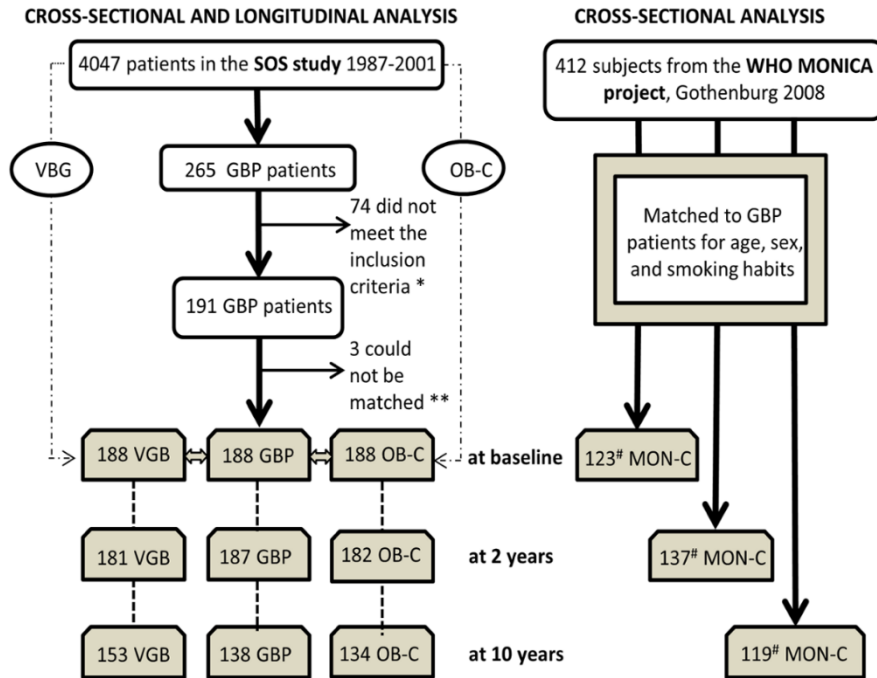 CROSS-SECTIONAL AND LONGITUDINAL ANALYSIS
4047 patients in the SOS study 1987-2001
VBG
OB-C
265 GBP patients
74 did not
meet the
inclusion
criteria *
191 GBP patients
3 could
not be
matched **
188 VGB
188 GBP
188 OB-C
at baseline
181 VGB
187 GBP
182 OB-C
at 2 years
153 VGB
138 GBP
134 OB-C
at 10 years
CROSS-SECTIONAL ANALYSIS
412 subjects from the WHO MONICA
project, Gothenburg 2008
Matched to GBP
patients for age, sex,
and smoking habits
123# MON-C
137# MON-C
119# MON-C